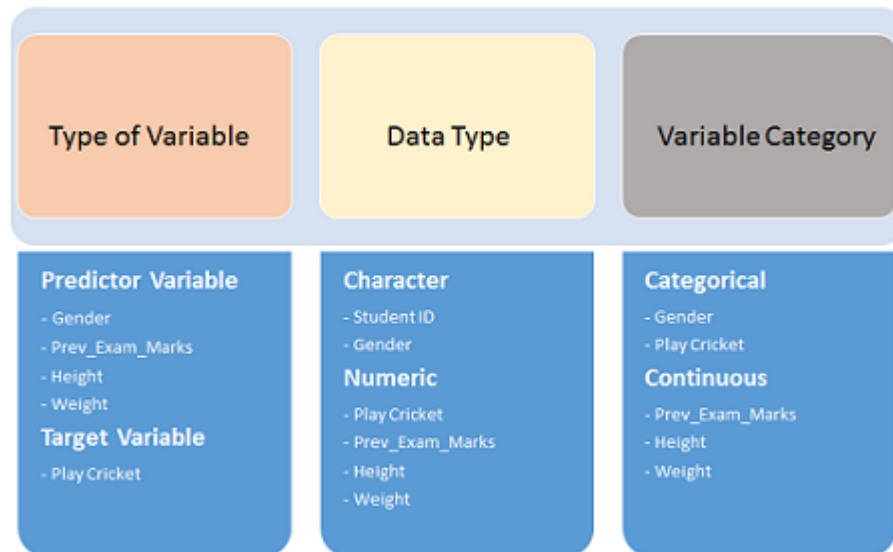 Type of Variable
Data Type
Variable Category
Predictor Variable
- Gender
- Prev_Exam_Marks
- Height
- Weight
Target Variable
- Play Cricket
Character
- Student ID
- Gender
Numeric
- Play Cricket
- Prev_Exam_Marks
- Height
- Weight
Categorical
- Gender
- Play Cricket
Continuous
- Prev_Exam_Marks
- Height
- Weight